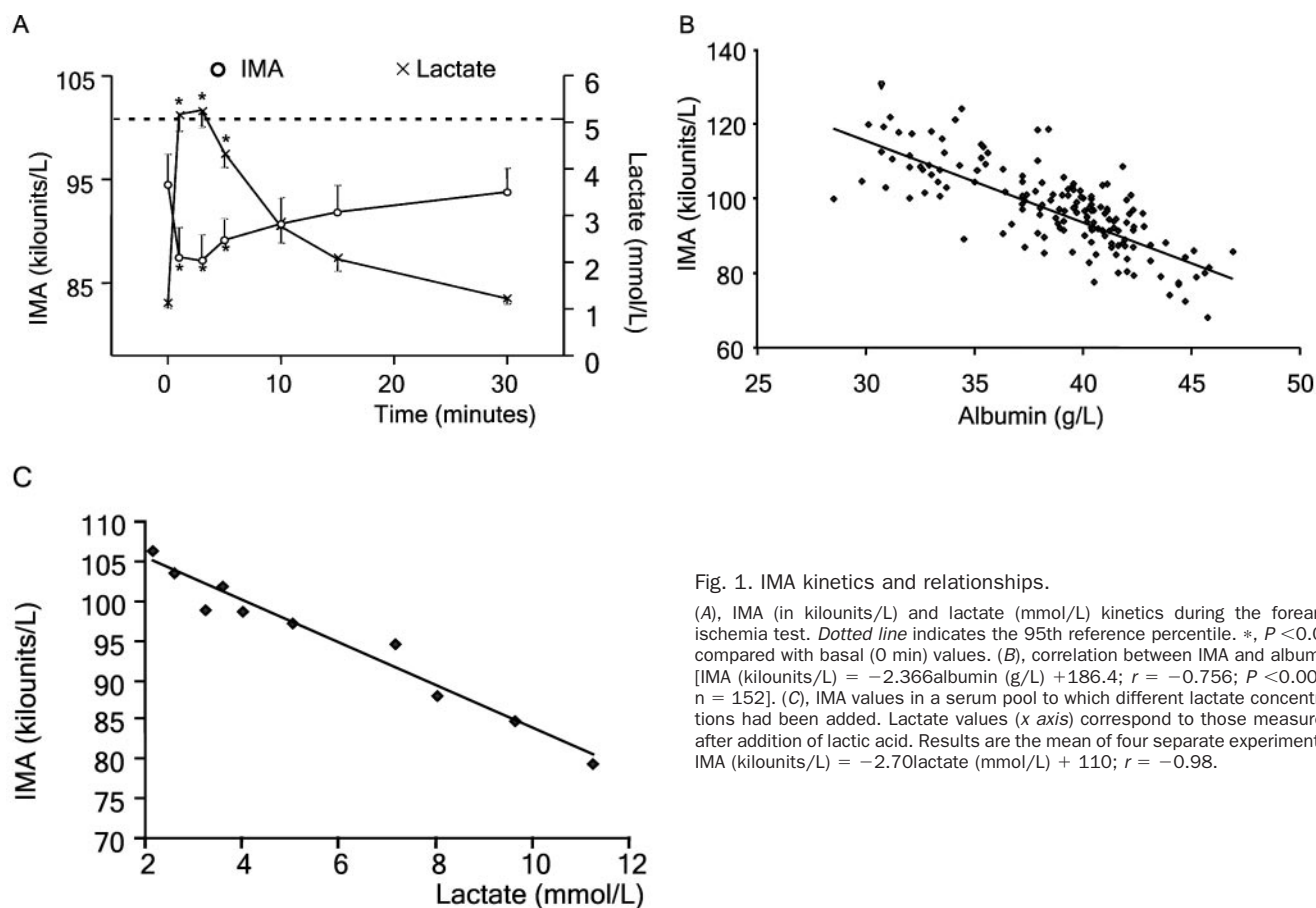 A
IMA
Lactate
105
95
85
IMA (kilounits/L)
* * *
* * *
6
5
4
3
2
1
0
Lactate (mmol/L)
0 10 20 30
Time (minutes)
B
140
120
100
80
60
IMA (kilounits/L)
25 30 35 40 45 50
Albumin (g/L)
C
110
105
100
95
90
85
80
75
70
IMA (kilounits/L)
2 4 6 8 10 12
Lactate (mmol/L)
Fig. 1. IMA kinetics and relationships.
(A), IMA (in kilounits/L) and lactate (mmol/L) kinetics during the forear
ischemia test. Dotted line indicates the 95th reference percentile. *, P <0.0
compared with basal (0 min) values. (B), correlation between IMA and album
[IMA (kilounits/L) = −2.366albumin (g/L) +186.4; r = −0.756; P <0.00
n = 152]. (C), IMA values in a serum pool to which different lactate concentr
tions had been added. Lactate values (x axis) correspond to those measure
after addition of lactic acid. Results are the mean of four separate experiment
IMA (kilounits/L) = −2.70lactate (mmol/L) + 110; r = −0.98.